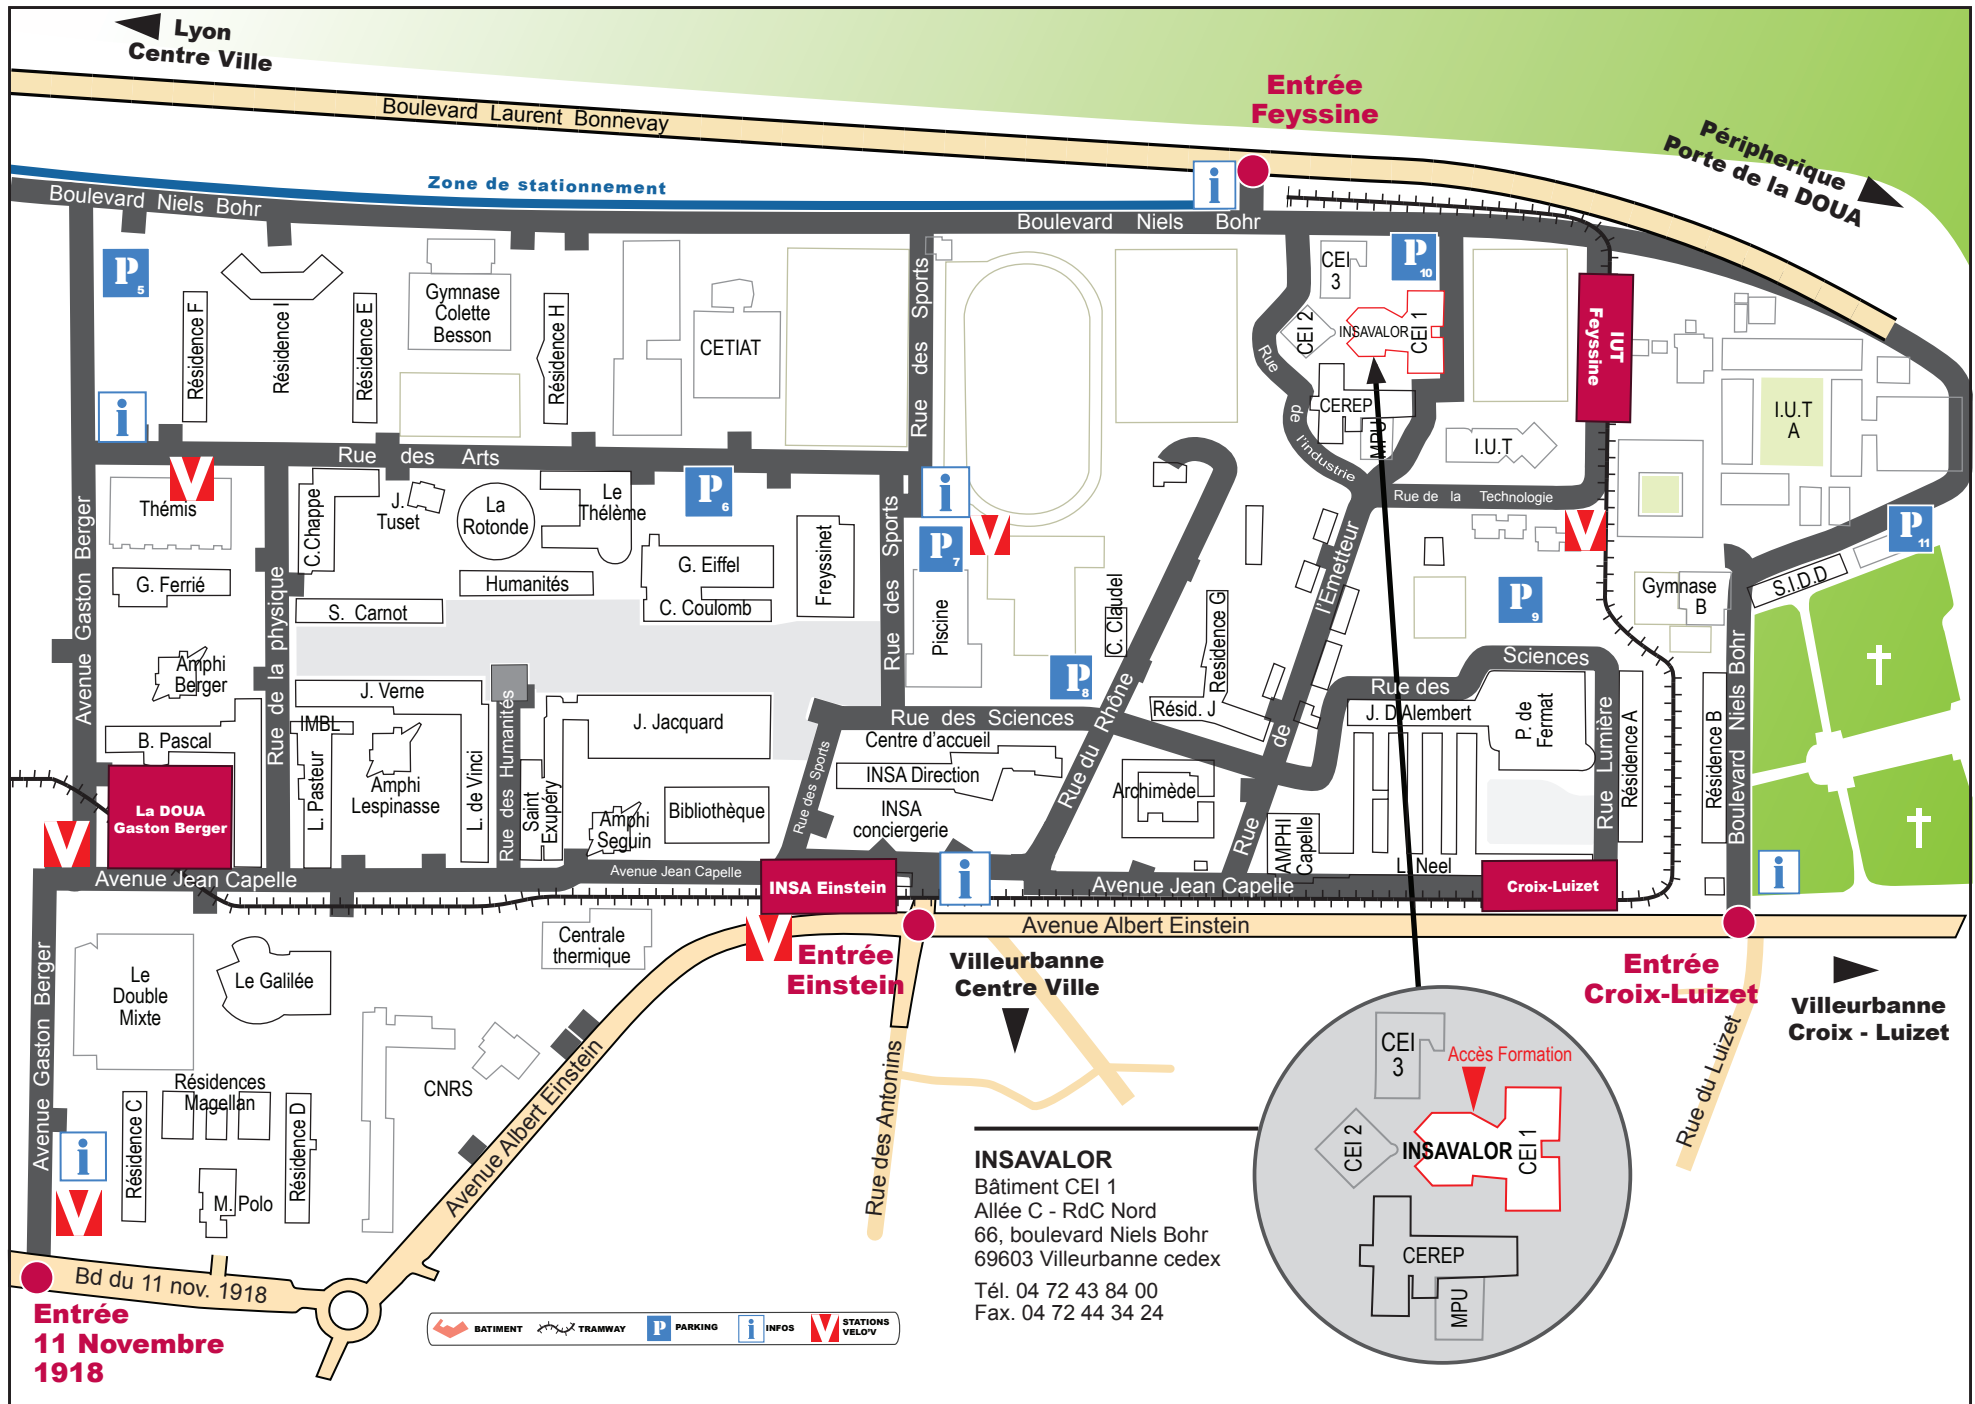 Lyon
Centre Ville
Boulevard Laurent Bonnevay
Entrée
Feyssine
Péripherique
Porte de la DOUA
Zone de stationnement
i
Boulevard Niels Bohr
Boulevard Niels Bohr
P 5
Résidence F
Résidence I
Résidence E
Gymnase
Colette
Besson
Résidence H
CETIAT
Rue des Sports
CEI
3
P 10
CEI 2
INSAVALOR
CEI 1
IUT
Feyssine
Rue de l'industrie
CEREP
MPU
I.U.T
I.U.T
A
i
Rue des Arts
V
Thémis
C.Chappe
J.
Tuset
La
Rotonde
Le
Thélème
P 6
i
V
P 7
Rue de la Technologie
V
P 11
Avenue Gaston Berger
G. Ferrié
Rue de la physique
S. Carnot
Humanités
G. Eiffel
C. Coulomb
Freyssinet
Rue des Sports
Piscine
C. Claudel
Residence G
Rue de l'Emetteur
P 9
Gymnase
B
S.I.D.D
Amphi
Berger
J. Verne
P 8
Résid. J
Rue des Sciences
J. D'Alembert
P. de
Fermat
Rue Lumière
Résidence A
Résidence B
Boulevard Niels Bohr
B. Pascal
IMBL
L. Pasteur
Amphi
Lespinasse
L. de Vinci
Rue des Humanités
Saint
Exupéry
J. Jacquard
Amphi
Seguin
Bibliothèque
Rue des Sports
Rue des Sciences
Centre d'accueil
INSA Direction
INSA
conciergerie
Rue du Rhône
Archimède
AMPHI
Capelle
L. Neel
La DOUA
Gaston Berger
V
Avenue Jean Capelle
Avenue Jean Capelle
INSA Einstein
i
Avenue Jean Capelle
Croix-Luizet
i
V
Entrée
Einstein
Avenue Albert Einstein
Villeurbanne
Centre Ville
Entrée
Croix-Luizet
Villeurbanne
Croix - Luizet
Avenue Gaston Berger
Le
Double
Mixte
Le Galilée
Centrale
thermique
CNRS
Résidences
Magellan
Résidence C
Résidence D
M. Polo
i
V
Avenue Albert Einstein
Rue des Antonins
Rue du Luizet
Bd du 11 nov. 1918
Entrée
11 Novembre
1918
BATIMENT
TRAMWAY
P PARKING
i INFOS
V STATIONS
VELO'V
INSAVALOR
Bâtiment CEI 1
Allée C - RdC Nord
66, boulevard Niels Bohr
69603 Villeurbanne cedex
Tél. 04 72 43 84 00
Fax. 04 72 44 34 24
CEI
3
Accès Formation
CEI 2
INSAVALOR
CEI 1
CEREP
MPU